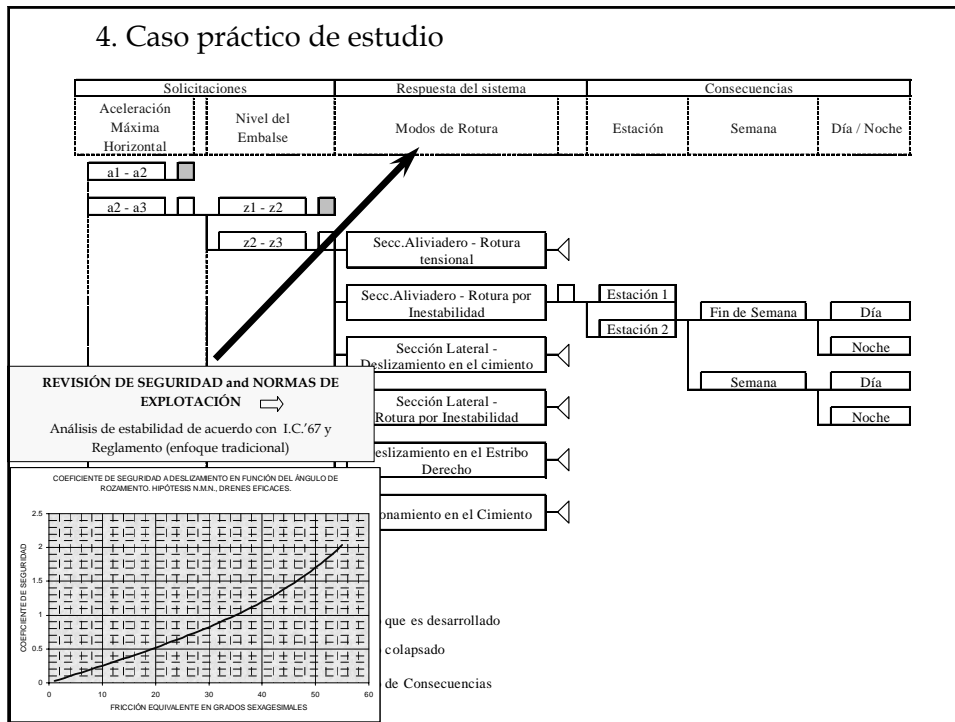 4. Caso práctico de estudio
Solicitaciones
Respuesta del sistema
Consecuencias
Aceleración
Máxima
Horizontal
Nivel del
Embalse
Modos de Rotura
Estación
Semana
Día / Noche
a1 - a2
a2 - a3
z1 - z2
z2 - z3
Secc.Aliviadero - Rotura
tensional
Secc.Aliviadero - Rotura por
Inestabilidad
Estación 1
Estación 2
Fin de Semana
Día
Noche
Semana
Día
Noche
Sección Lateral -
Deslizamiento en el cimiento
Sección Lateral -
Rotura por Inestabilidad
eslizamiento en el Estribo
Derecho
onamiento en el Cimiento
REVISIÓN DE SEGURIDAD and NORMAS DE
EXPLOTACIÓN
Análisis de estabilidad de acuerdo con I.C.'67 y
Reglamento (enfoque tradicional)
COEFICIENTE DE SEGURIDAD A DESLIZAMIENTO EN FUNCIÓN DEL ÁNGULO DE
ROZAMIENTO. HIPÓTESIS N.M.N., DRENES EFICACES.
COEFICIENTE DE SEGURIDAD
2.5
2
1.5
1
0.5
0
0 10 20 30 40 50 60
FRICCIÓN EQUIVALENTE EN GRADOS SEXAGESIMALES
que es desarrollado
colapsado
de Consecuencias